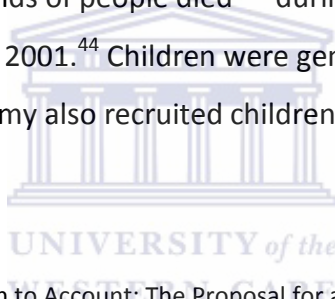 ds of people died
during
2001.⁴⁴ Children were gen
my also recruited children
UNIVERSITY of the
n to Account: The Proposal for a